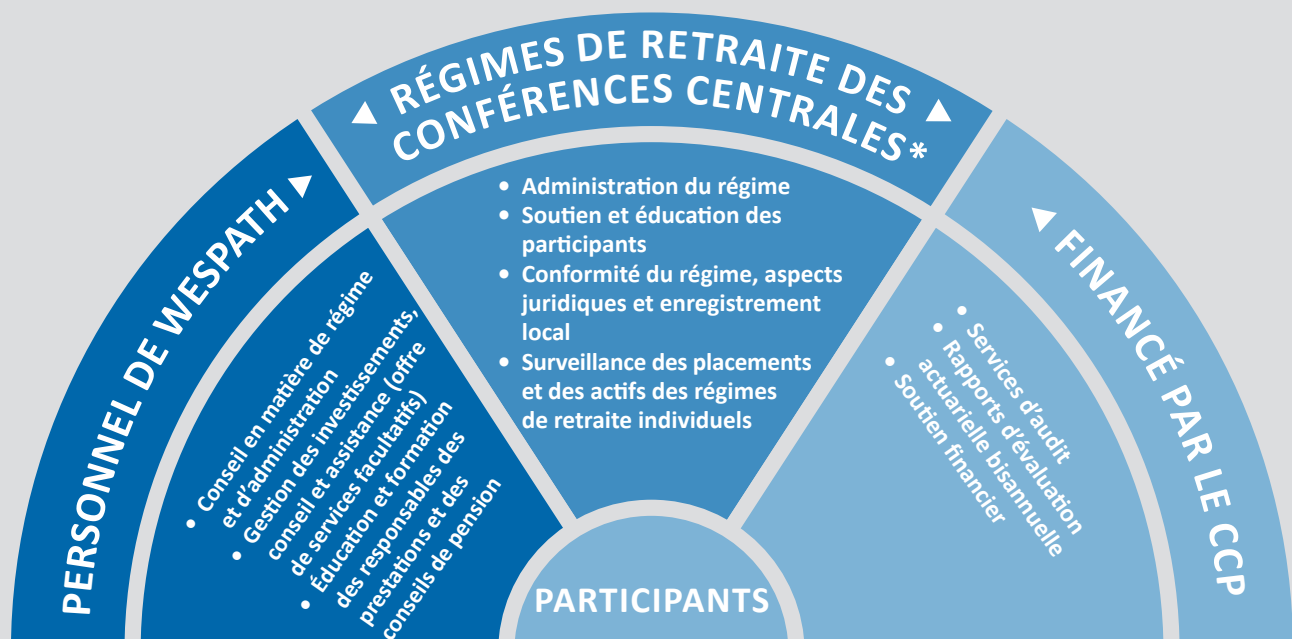 PERSONNEL DE WESPATH ▶
• Conseil en matière de régime
et d'administration
• Gestion des investissements,
conseil et assistance (offre
de services facultatifs)
• Éducation et formation
des responsables des
prestations et des
conseils de pension
◀ RÉGIMES DE RETRAITE DES ▶
CONFÉRENCES CENTRALES*
• Administration du régime
• Soutien et éducation des
participants
• Conformité du régime, aspects
juridiques et enregistrement
local
• Surveillance des placements
et des actifs des régimes
de retraite individuels
◀ FINANCÉ PAR LE CCP
• Services d'audit
• Rapports d'évaluation
actuarielle bisannuelle
• Soutien financier
PARTICIPANTS